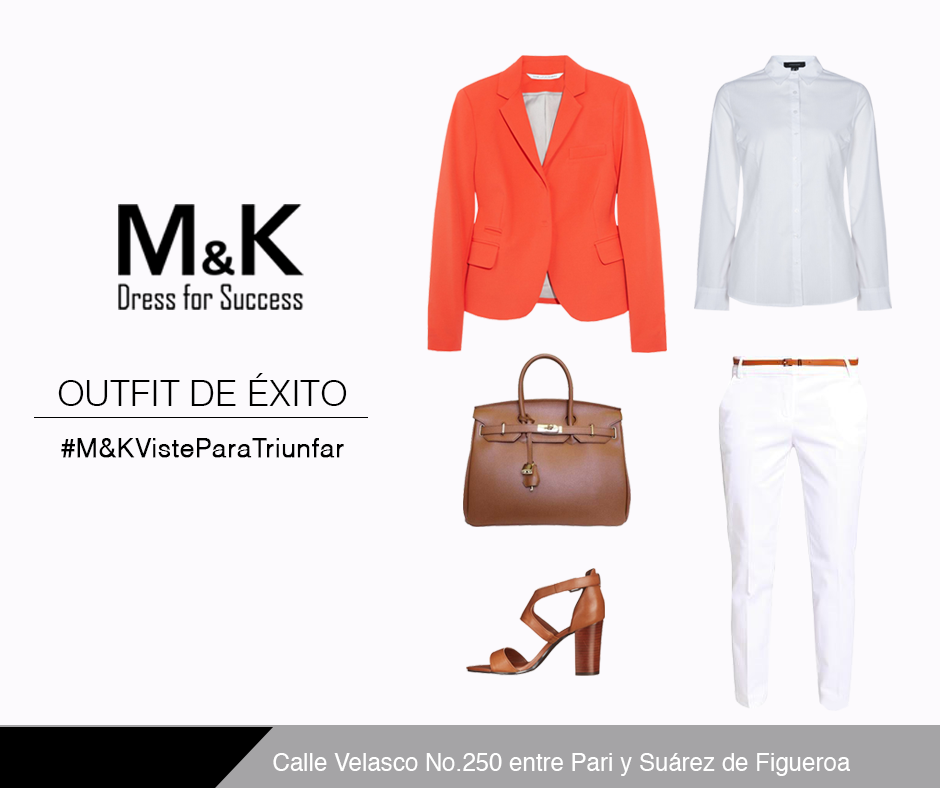 M&K
Dress for Success
OUTFIT DE ÉXITO
#M&KVisteParaTriunfar
Calle Velasco No.250 entre Pari y Suárez de Figueroa